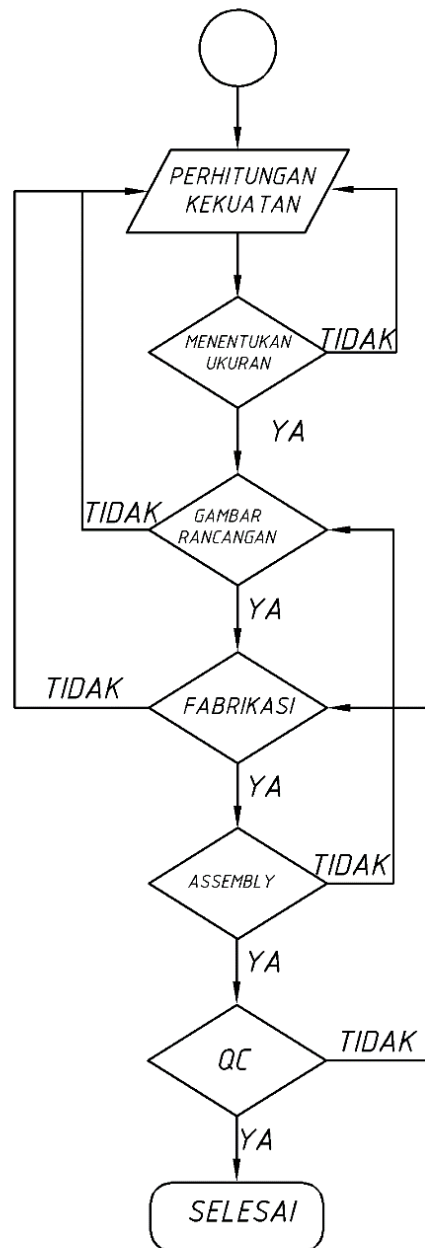 PERHITUNGAN
KEKUATAN
MENENTUKAN
UKURAN
TIDAK
YA
TIDAK
GAMBAR
RANCANGAN
YA
TIDAK
FABRIKASI
YA
ASSEMBLY
TIDAK
YA
QC
TIDAK
YA
SELESAI